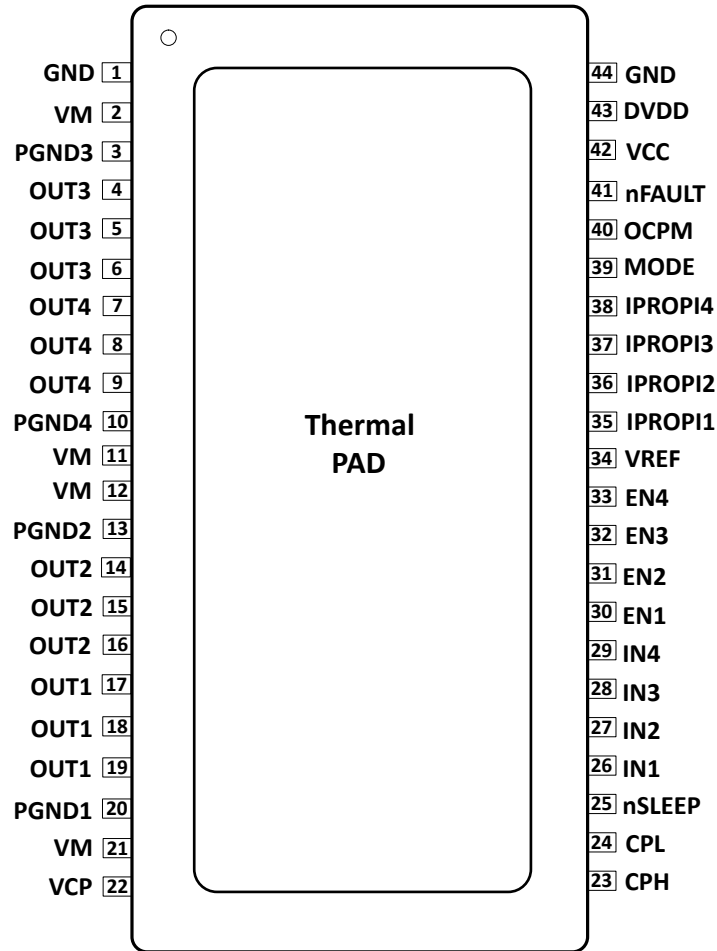 GND 1
VM 2
PGND3 3
OUT3 4
OUT3 5
OUT3 6
OUT4 7
OUT4 8
OUT4 9
PGND4 10
VM 11
VM 12
PGND2 13
OUT2 14
OUT2 15
OUT2 16
OUT1 17
OUT1 18
OUT1 19
PGND1 20
VM 21
VCP 22
Thermal
PAD
44 GND
43 DVDD
42 VCC
41 nFAULT
40 OCPM
39 MODE
38 IPROPI4
37 IPROPI3
36 IPROPI2
35 IPROPI1
34 VREF
33 EN4
32 EN3
31 EN2
30 EN1
29 IN4
28 IN3
27 IN2
26 IN1
25 nSLEEP
24 CPL
23 CPH